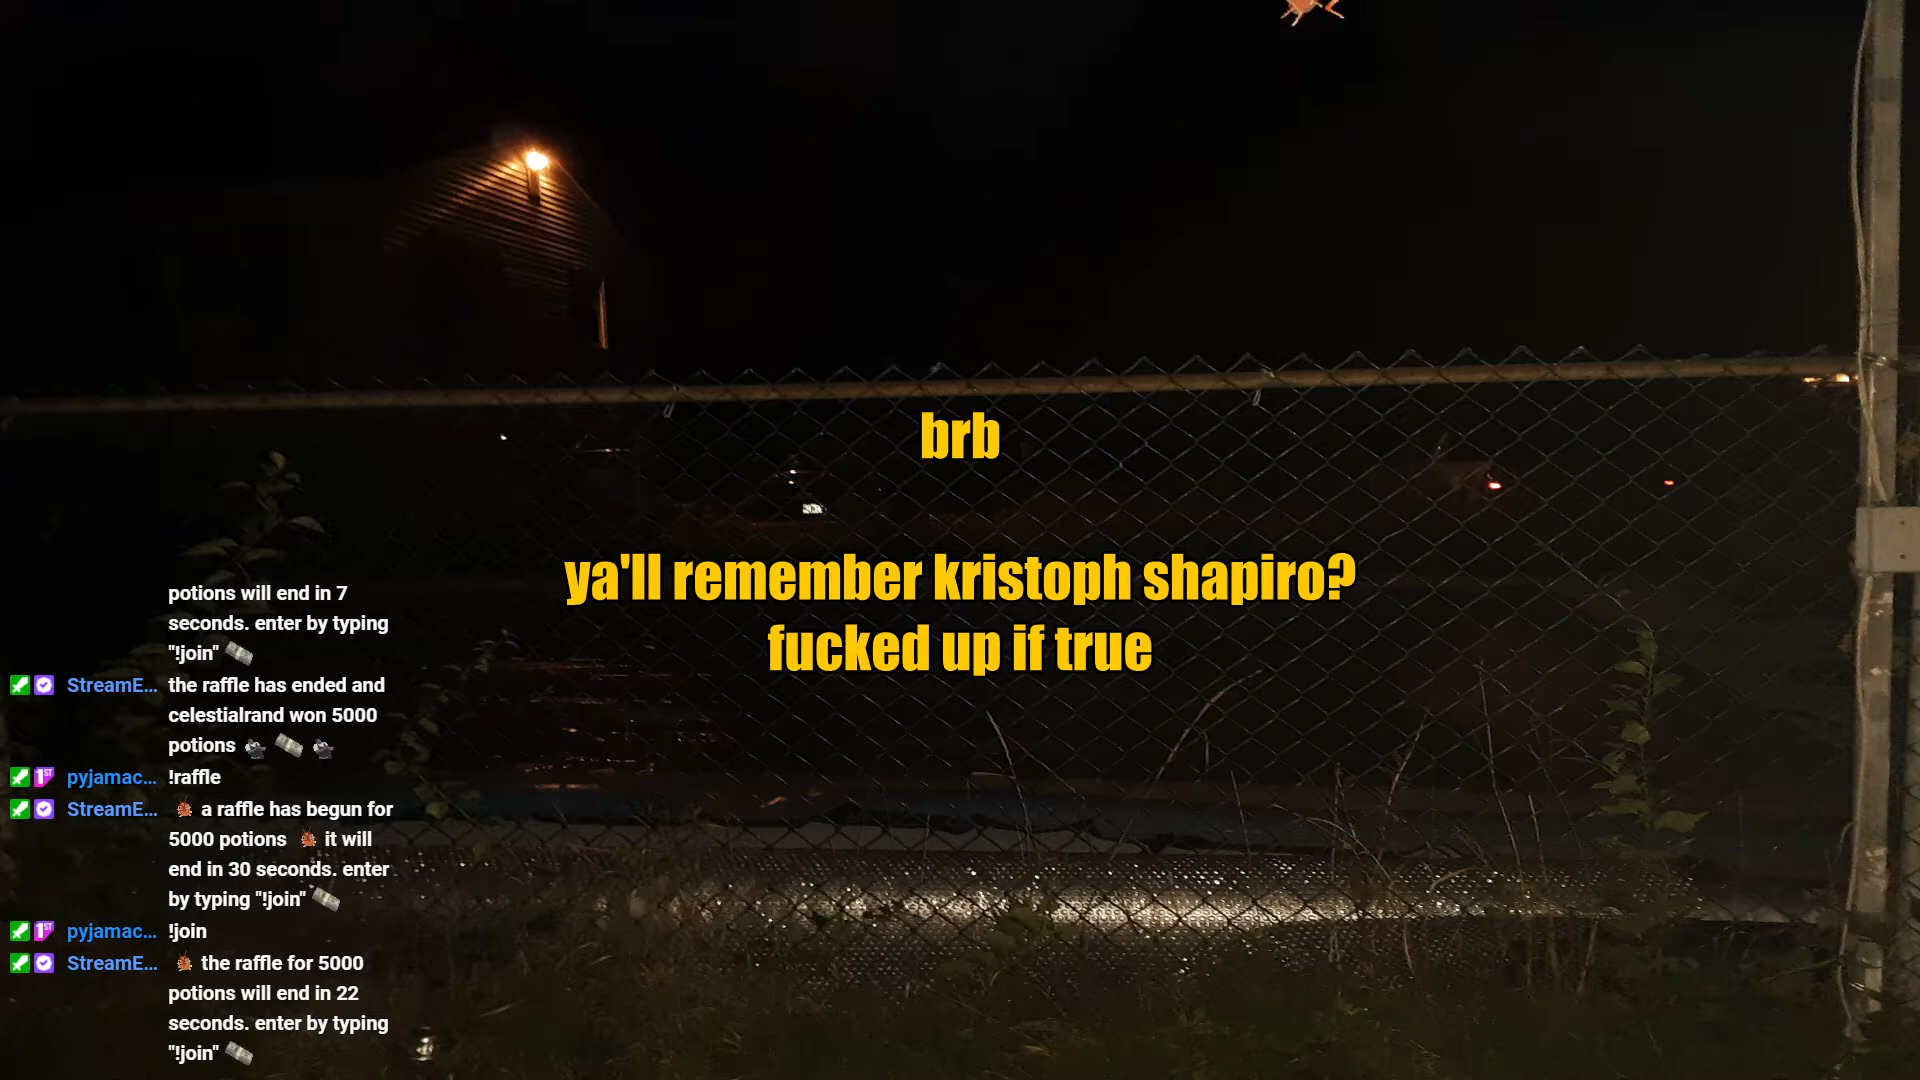 brb
ya'll remember kristoph shapiro?
fucked up if true
potions will end in 7
seconds. enter by typing
"!join"
StreamE... the raffle has ended and
celestialrand won 5000
potions
pyjamac... !raffle
StreamE... a raffle has begun for
5000 potions it will
end in 30 seconds. enter
by typing "!join"
pyjamac... !join
StreamE... the raffle for 5000
potions will end in 22
seconds. enter by typing
"!join"